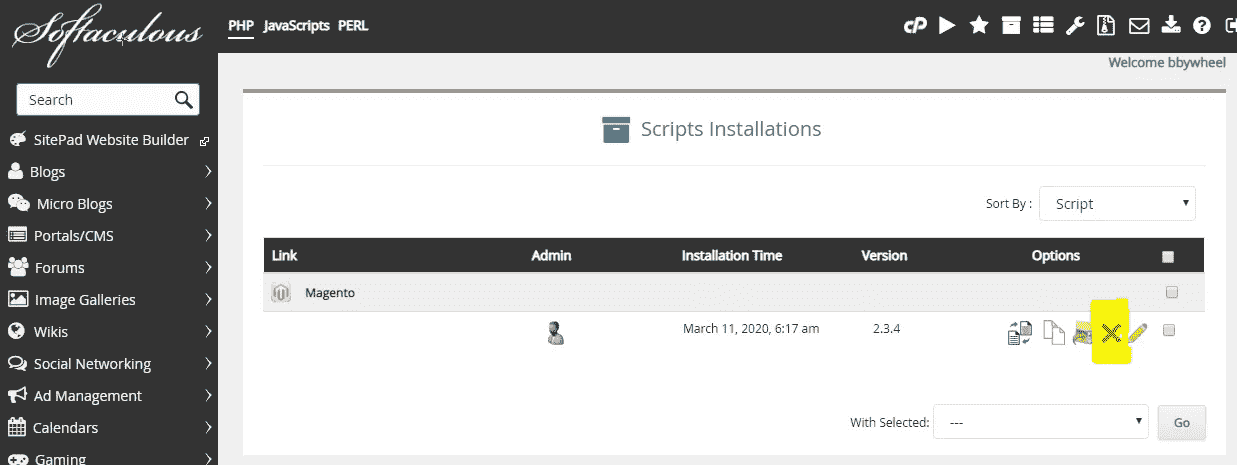 Softaculous
PHP JavaScripts PERL
cP
Welcome bbywheel
Search
SitePad Website Builder
Blogs
Micro Blogs
Portals/CMS
Forums
Image Galleries
Wikis
Social Networking
Ad Management
Calendars
Gaming
Scripts Installations
Sort By : Script
Link Admin Installation Time Version Options
Magento
March 11, 2020, 6:17 am 2.3.4
With Selected: --- Go